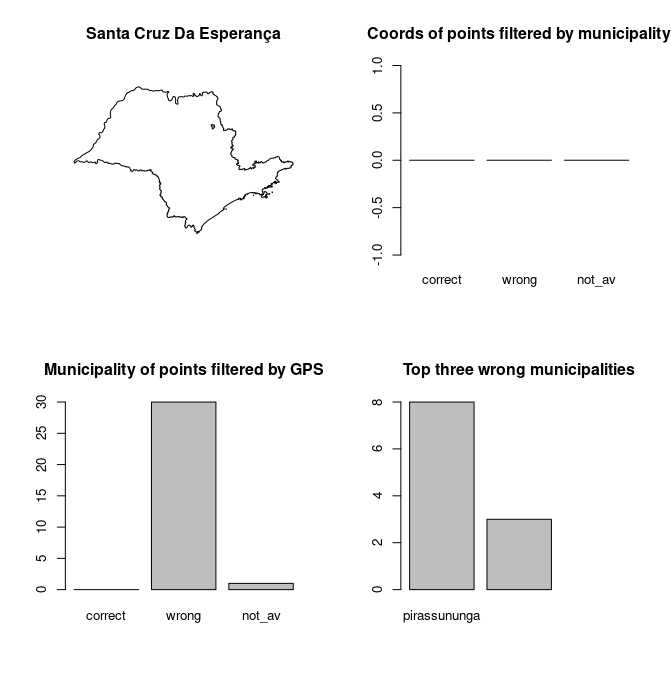 Santa Cruz Da Esperança
Coords of points filtered by municipality
1.0
0.5
0.0
-0.5
-1.0
correct wrong not_av
Municipality of points filtered by GPS
30
25
20
15
10
5
0
correct wrong not_av
Top three wrong municipalities
8
6
4
2
0
pirassununga